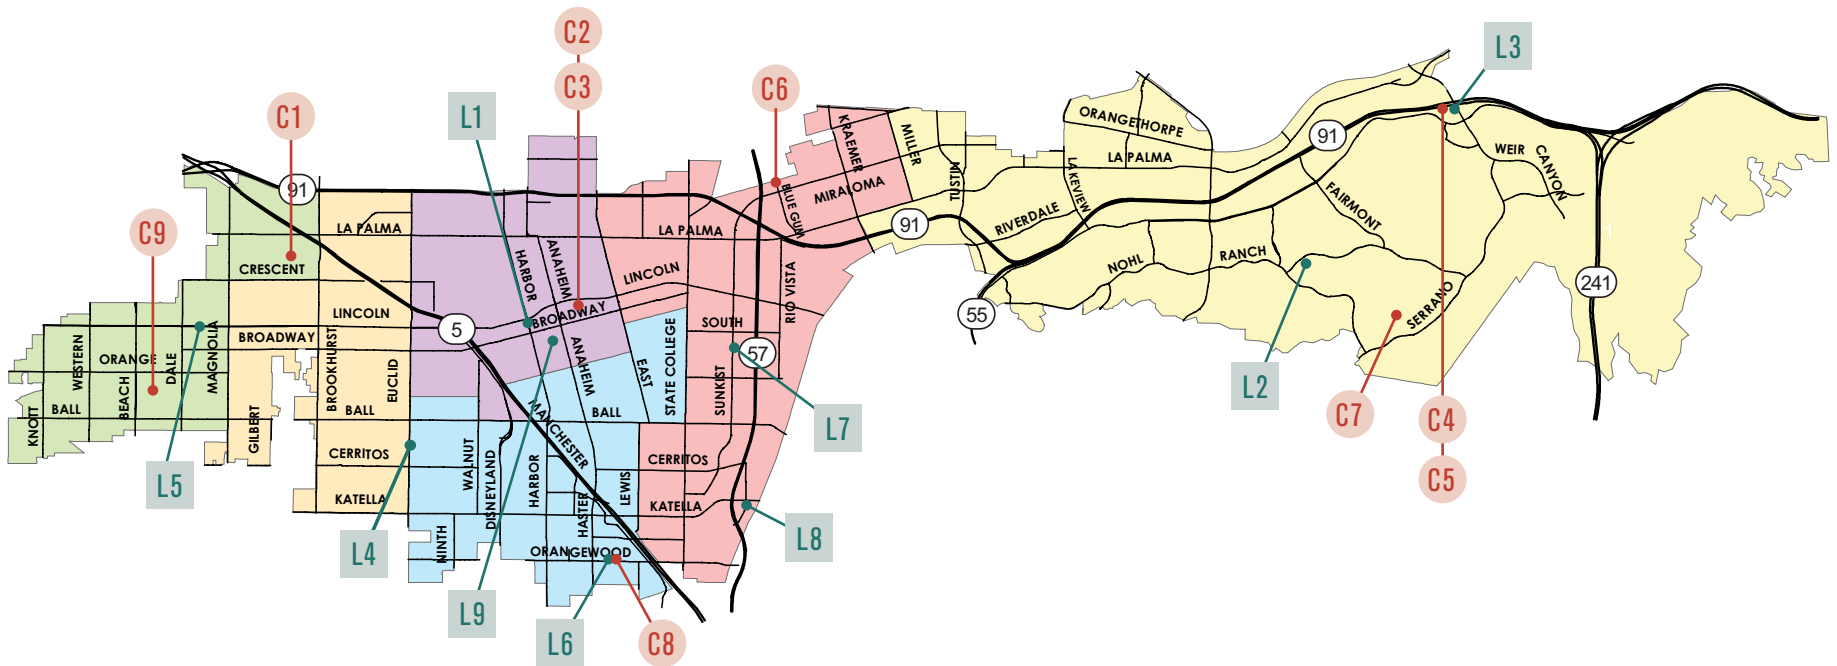 C2
C3
C6
L3
C1
L1
KRAEMER
MILLER
ORANGETHORPE
91
LA PALMA
WEIR
CANYON
91
TUSTIN
LAKEVIEW
MIRALOMA
BLUE GUM
FAIRMONT
C9
LA PALMA
LA PALMA
91
RIVERDALE
CRESCENT
HARBOR
ANAHEIM
LINCOLN
RIO VISTA
NOHL
RANCH
241
SERRANO
LINCOLN
BROADWAY
55
BROADWAY
5
SOUTH
57
WESTERN
ORANGE
DALE
MAGNOLIA
BROOKHURST
EUCLID
ANAHEIM
EAST
STATE COLLEGE
SUNKIST
BEACH
BALL
KNOTT
GILBERT
BALL
BALL
MANCHESTER
L2
C7
C4
L7
CERRITOS
WALNUT
DISNEYLAND
HARBOR
LEWIS
CERRITOS
L5
C5
KATELLA
HASTER
KATELLA
L4
NINTH
ORANGEWOOD
L8
L9
L6
C8